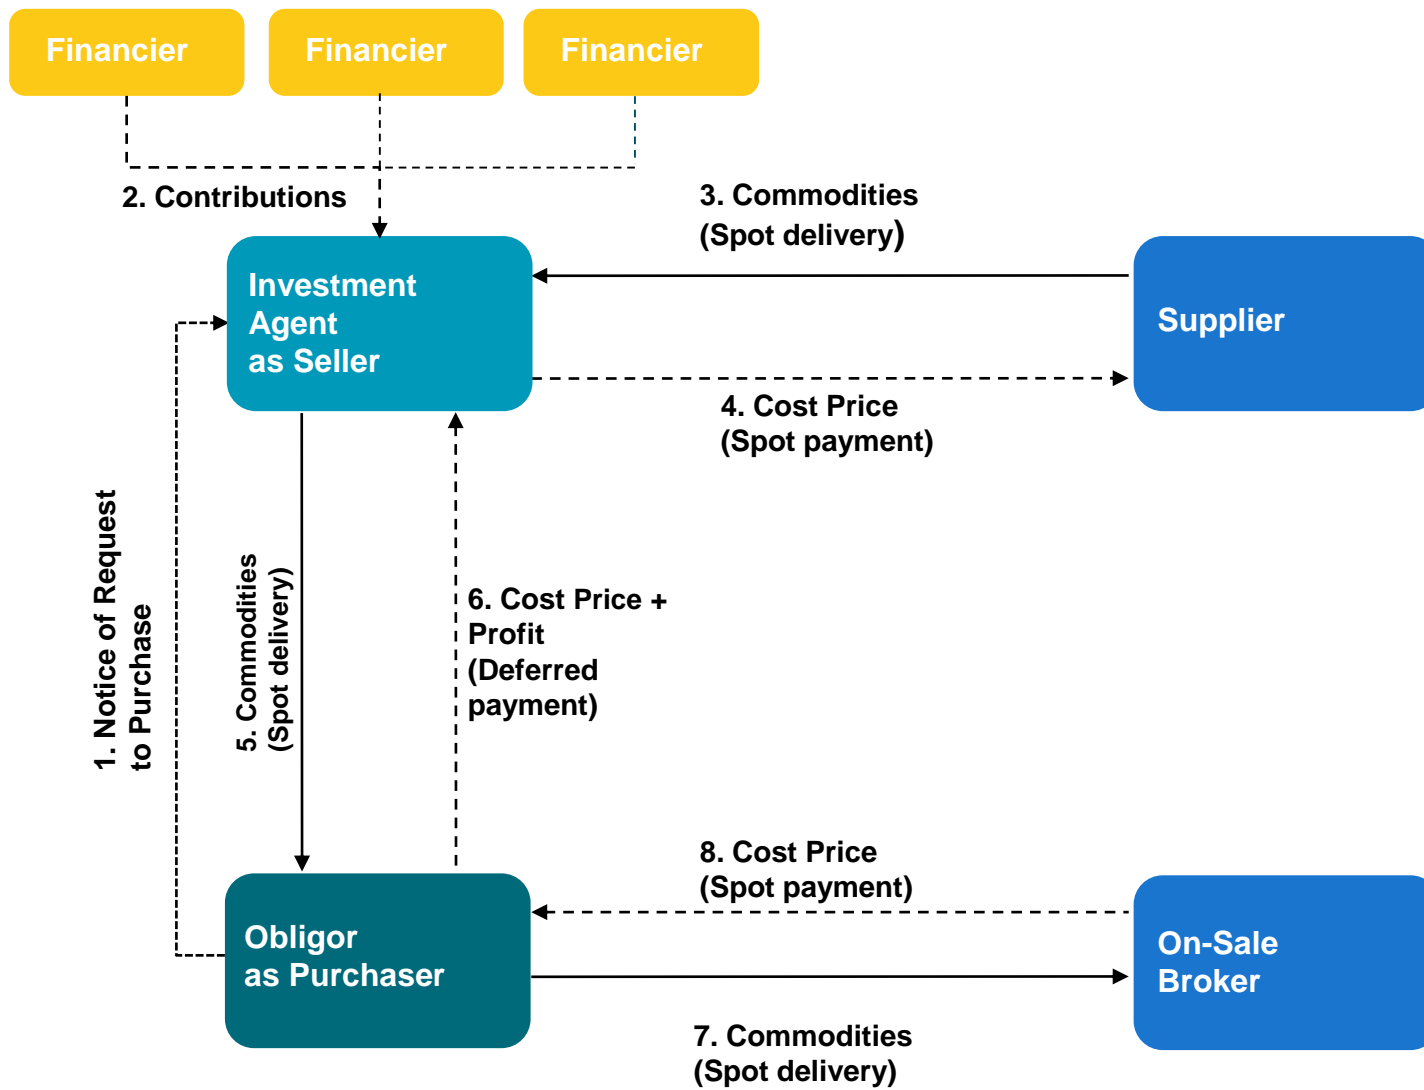 Financier
Financier
Financier
2. Contributions
3. Commodities
(Spot delivery)
Investment
Agent
as Seller
Supplier
4. Cost Price
(Spot payment)
1. Notice of Request
to Purchase
5. Commodities
(Spot delivery)
6. Cost Price +
Profit
(Deferred
payment)
8. Cost Price
(Spot payment)
Obligor
as Purchaser
On-Sale
Broker
7. Commodities
(Spot delivery)